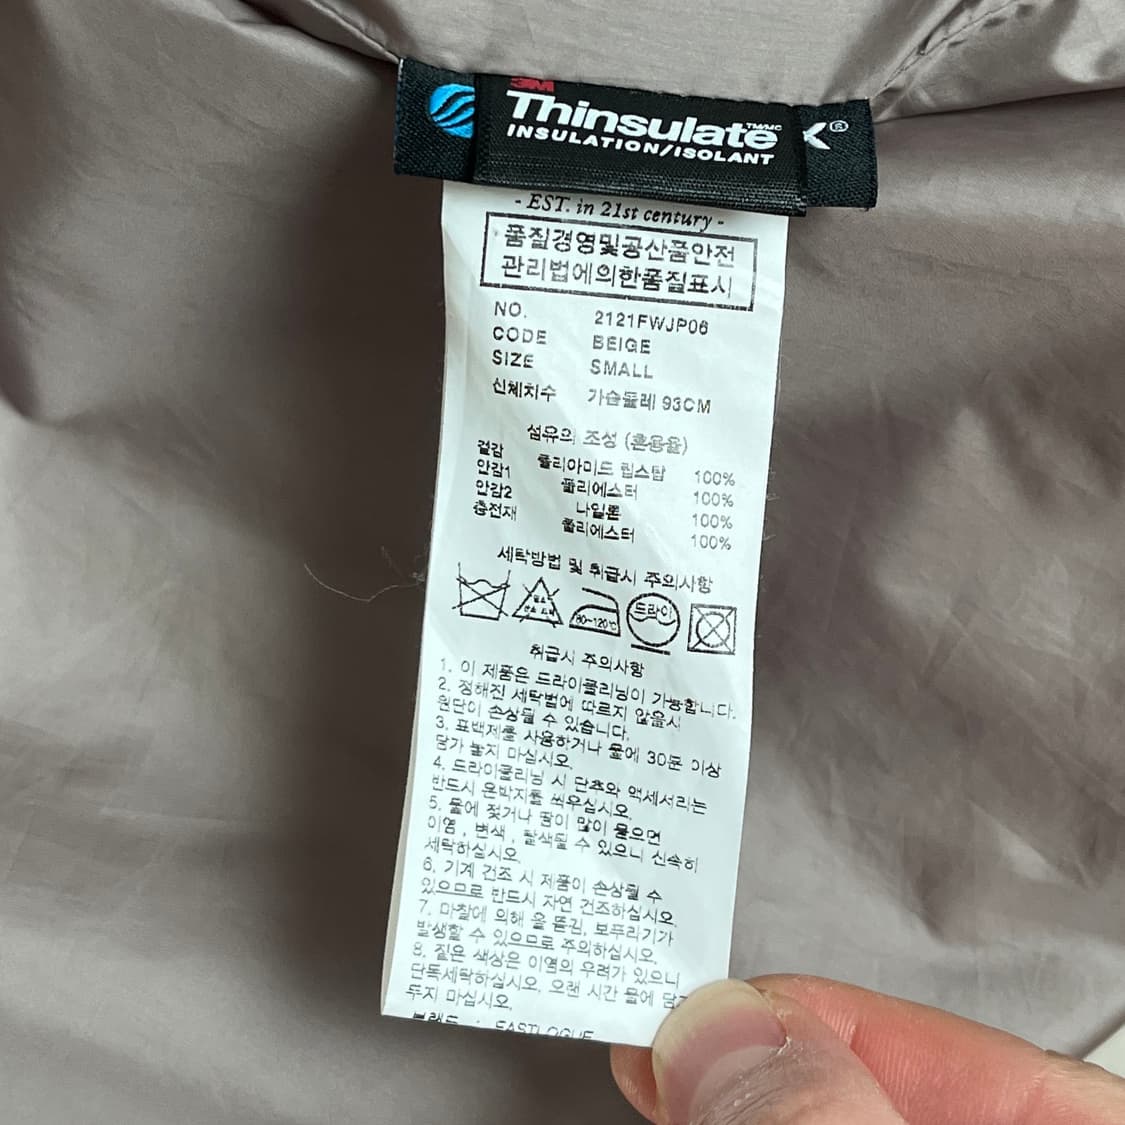 3M
Thinsulate TM/MC
INSULATION/ISOLANT
K®
- EST. in 21st century -
품질경영및공산품안전
관리법에의한품질표시
NO. 2121FWJP06
CODE BEIGE
SIZE SMALL
신체치수 가슴둘레 93CM
섬유의 조성 (혼용율)
겉감 폴리아미드 립스탑 100%
안감1 폴리에스터 100%
안감2 나일론 100%
충전재 폴리에스터 100%
세탁방법 및 취급시 주의사항
80~120℃ 드라이
취급시 주의사항
1. 이 제품은 드라이클리닝이 가능합니다.
2. 정해진 세탁법에 따르지 않을시
원단이 손상될 수 있습니다.
3. 표백제를 사용하거나 물에 30분 이상
담가 놓지 마십시오.
4. 드라이클리닝 시 단추와 액세서리는
반드시 은박지를 씌우십시오.
5. 물에 젖거나 땀이 많이 묻으면
이염, 변색, 탈색될 수 있으니 신속히
세탁하십시오.
6. 기계 건조 시 제품이 손상될 수
있으므로 반드시 자연 건조하십시오.
7. 마찰에 의해 올 뜯김, 보푸리기가
발생할 수 있으므로 주의하십시오.
8. 짙은 색상은 이염의 우려가 있으니
단독세탁하십시오. 오랜 시간 물에 담가
두지 마십시오.
브랜드 : EASTLOGUE